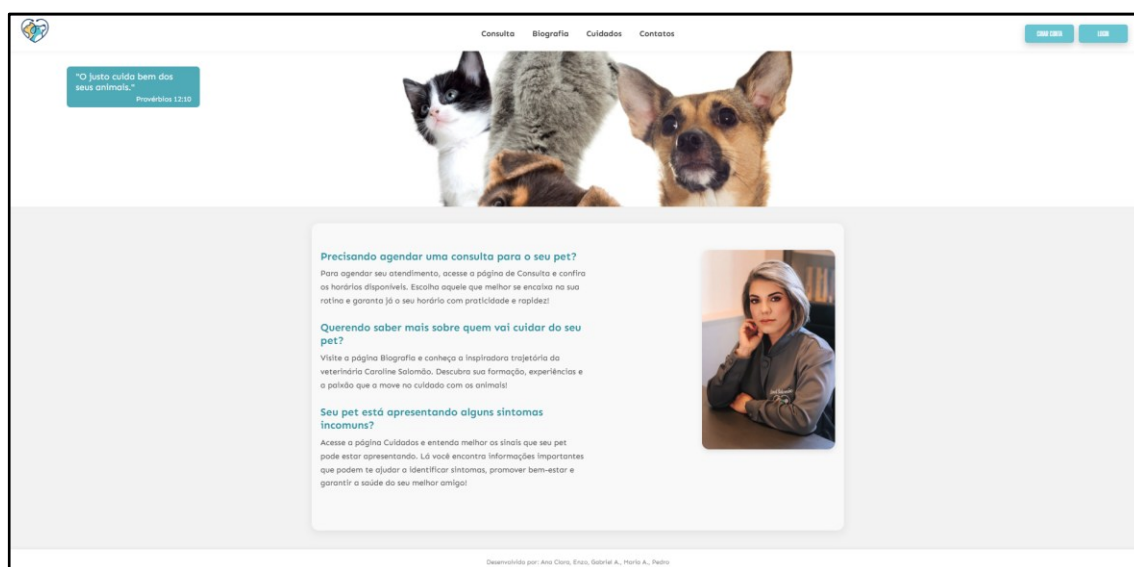 Consulta Biografia Cuidados Contatos
CRIAR CONTA LOGIN
"O justo cuida bem dos
seus animais."
Provérbios 12:10
Precisando agendar uma consulta para o seu pet?
Para agendar seu atendimento, acesse a página de Consulta e confira
os horários disponíveis. Escolha aquele que melhor se encaixa na sua
rotina e garanta já o seu horário com praticidade e rapidez!
Querendo saber mais sobre quem vai cuidar do seu
pet?
Visite a página Biografia e conheça a inspiradora trajetória da
veterinária Caroline Salomão. Descubra sua formação, experiências e
a paixão que a move no cuidado com os animais!
Seu pet está apresentando alguns sintomas
incomuns?
Acesse a página Cuidados e entenda melhor os sinais que seu pet
pode estar apresentando. Lá você encontra informações importantes
que podem te ajudar a identificar sintomas, promover bem-estar e
garantir a saúde do seu melhor amigo!
Desenvolvido por: Ana Clara, Enzo, Gabriel A., Maria A., Pedro